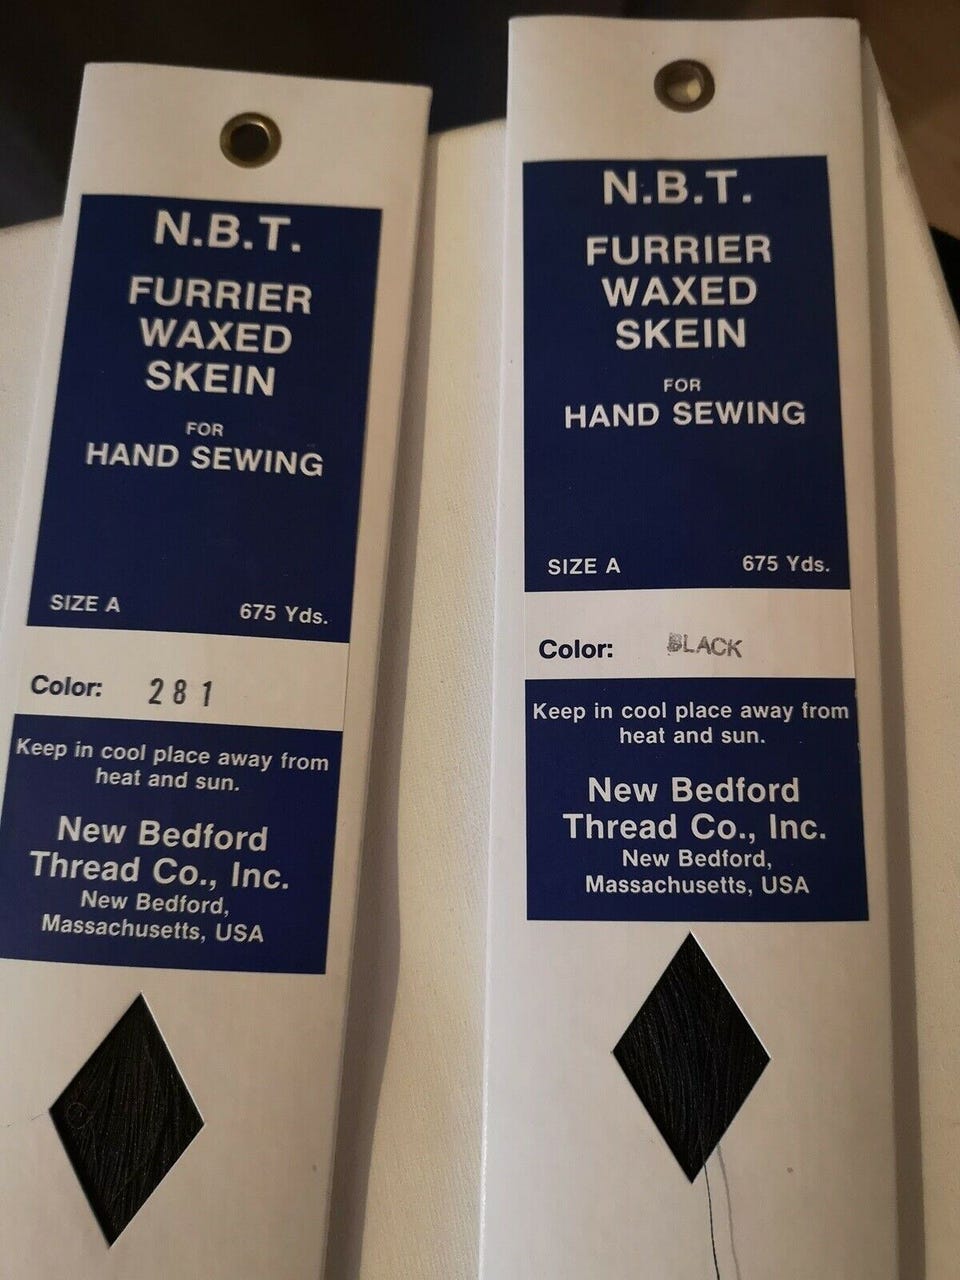 N.B.T.
FURRIER
WAXED
SKEIN
FOR
HAND SEWING
SIZE A 675 Yds.
Color: 281
Keep in cool place away from
heat and sun.
New Bedford
Thread Co., Inc.
New Bedford,
Massachusetts, USA
N.B.T.
FURRIER
WAXED
SKEIN
FOR
HAND SEWING
SIZE A 675 Yds.
Color: BLACK
Keep in cool place away from
heat and sun.
New Bedford
Thread Co., Inc.
New Bedford,
Massachusetts, USA